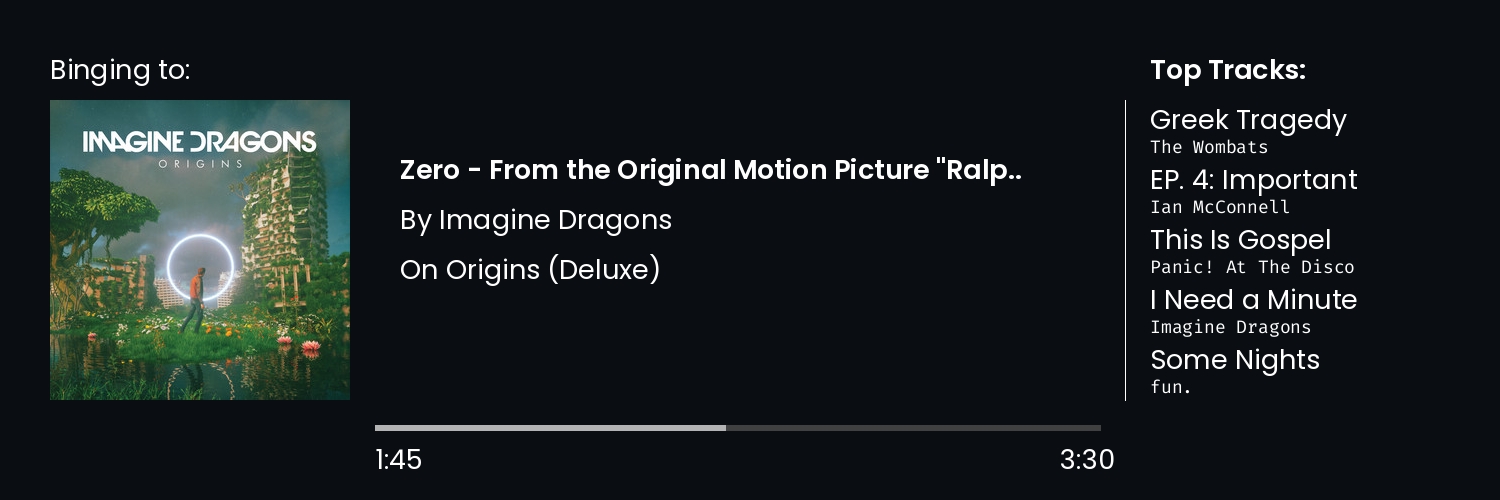 Binging to:
IMAGINE DRAGONS
ORIGINS
Zero - From the Original Motion Picture "Ralp..
By Imagine Dragons
On Origins (Deluxe)
1:45
3:30
Top Tracks:
Greek Tragedy
The Wombats
EP. 4: Important
Ian McConnell
This Is Gospel
Panic! At The Disco
I Need a Minute
Imagine Dragons
Some Nights
fun.